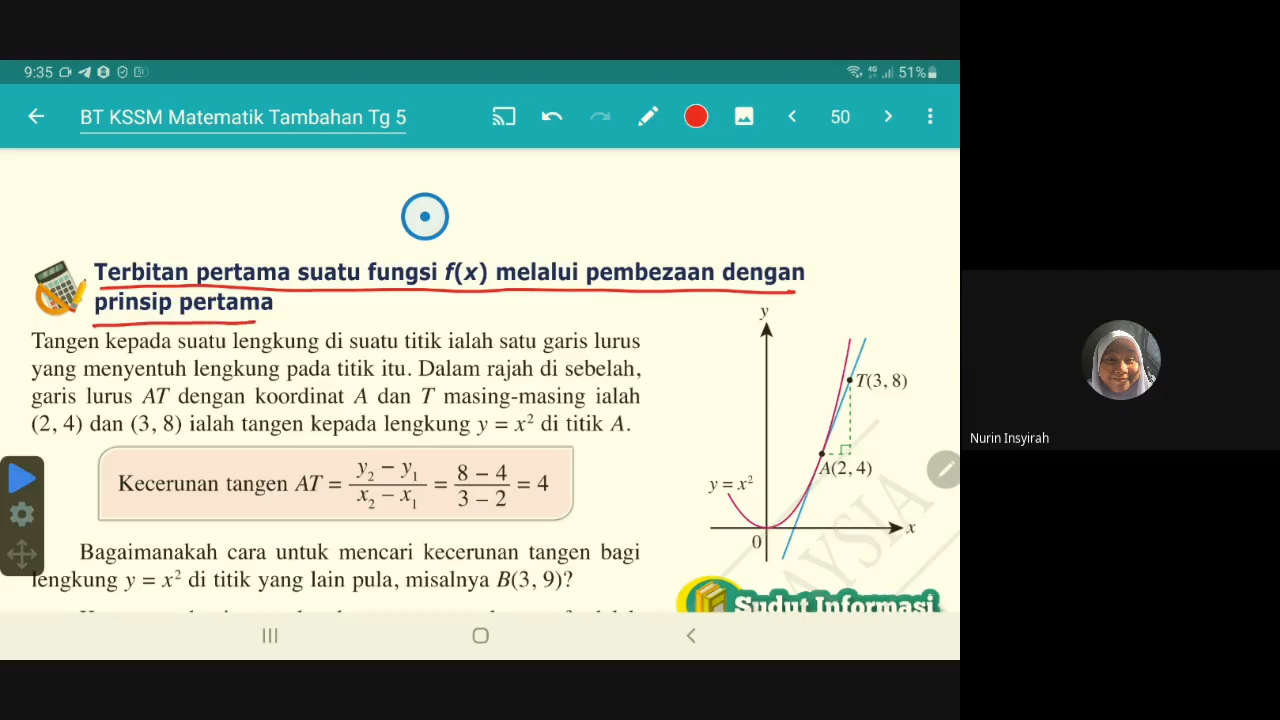 9:35
51%
BT KSSM Matematik Tambahan Tg 5
50
Terbitan pertama suatu fungsi f(x) melalui pembezaan dengan
prinsip pertama
Tangen kepada suatu lengkung di suatu titik ialah satu garis lurus
yang menyentuh lengkung pada titik itu. Dalam rajah di sebelah,
garis lurus AT dengan koordinat A dan T masing-masing ialah
(2, 4) dan (3, 8) ialah tangen kepada lengkung y = x² di titik A.
Kecerunan tangen AT = (y₂ − y₁)/(x₂ − x₁) = (8 − 4)/(3 − 2) = 4
Bagaimanakah cara untuk mencari kecerunan tangen bagi
lengkung y = x² di titik yang lain pula, misalnya B(3, 9)?
y
T(3, 8)
A(2, 4)
y = x²
x
0
AYSIA
Sudut Informasi
Nurin Insyirah